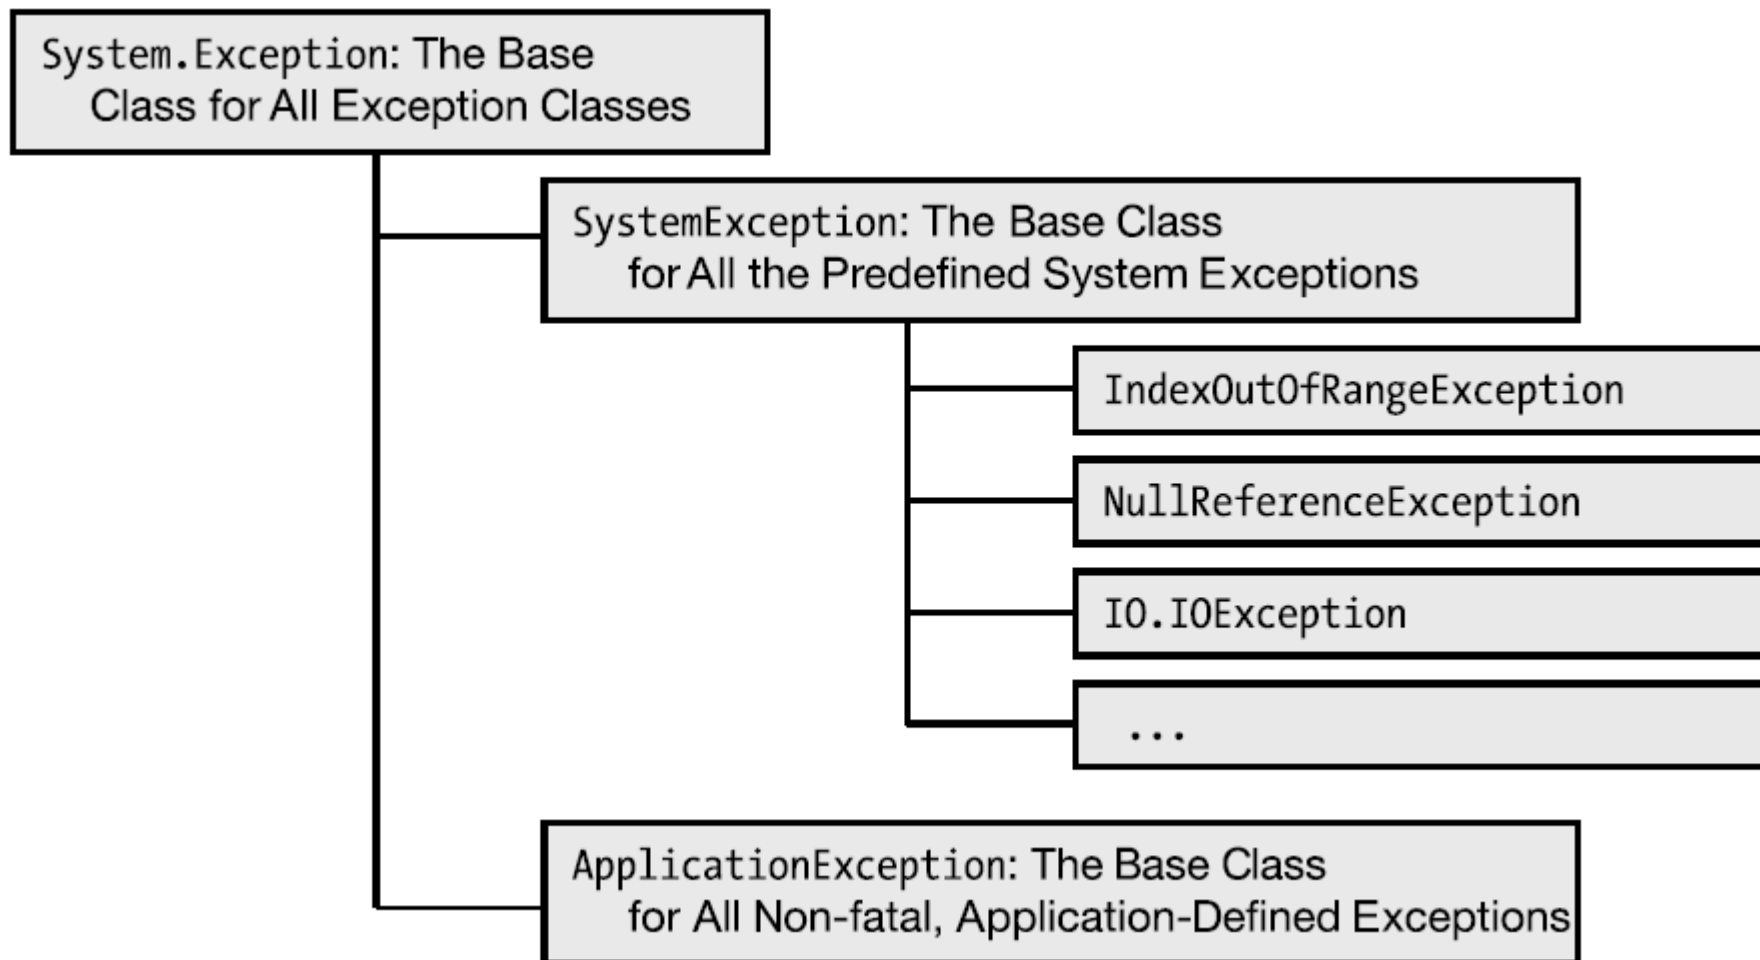 System.Exception: The Base
Class for All Exception Classes
SystemException: The Base Class
for All the Predefined System Exceptions
IndexOutOfRangeException
NullReferenceException
IO.IOException
...
ApplicationException: The Base Class
for All Non-fatal, Application-Defined Exceptions